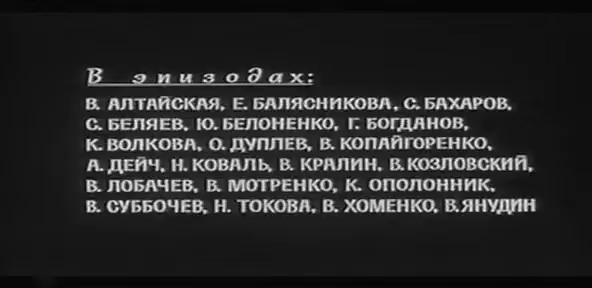 В эпизодах:
В. АЛТАЙСКАЯ, Е. БАЛЯСНИКОВА, С. БАХАРОВ,
С. БЕЛЯЕВ, Ю. БЕЛОНЕНКО, Г. БОГДАНОВ,
К. ВОЛКОВА, О. ДУПЛЕВ, В. КОПАЙГОРЕНКО,
А. ДЕЙЧ, Н. КОВАЛЬ, В. КРАЛИН, В. КОЗЛОВСКИЙ,
В. ЛОБАЧЕВ, В. МОТРЕНКО, К. ОПОЛОННИК,
В. СУББОЧЕВ, Н. ТОКОВА, В. ХОМЕНКО, В. ЯНУДИН